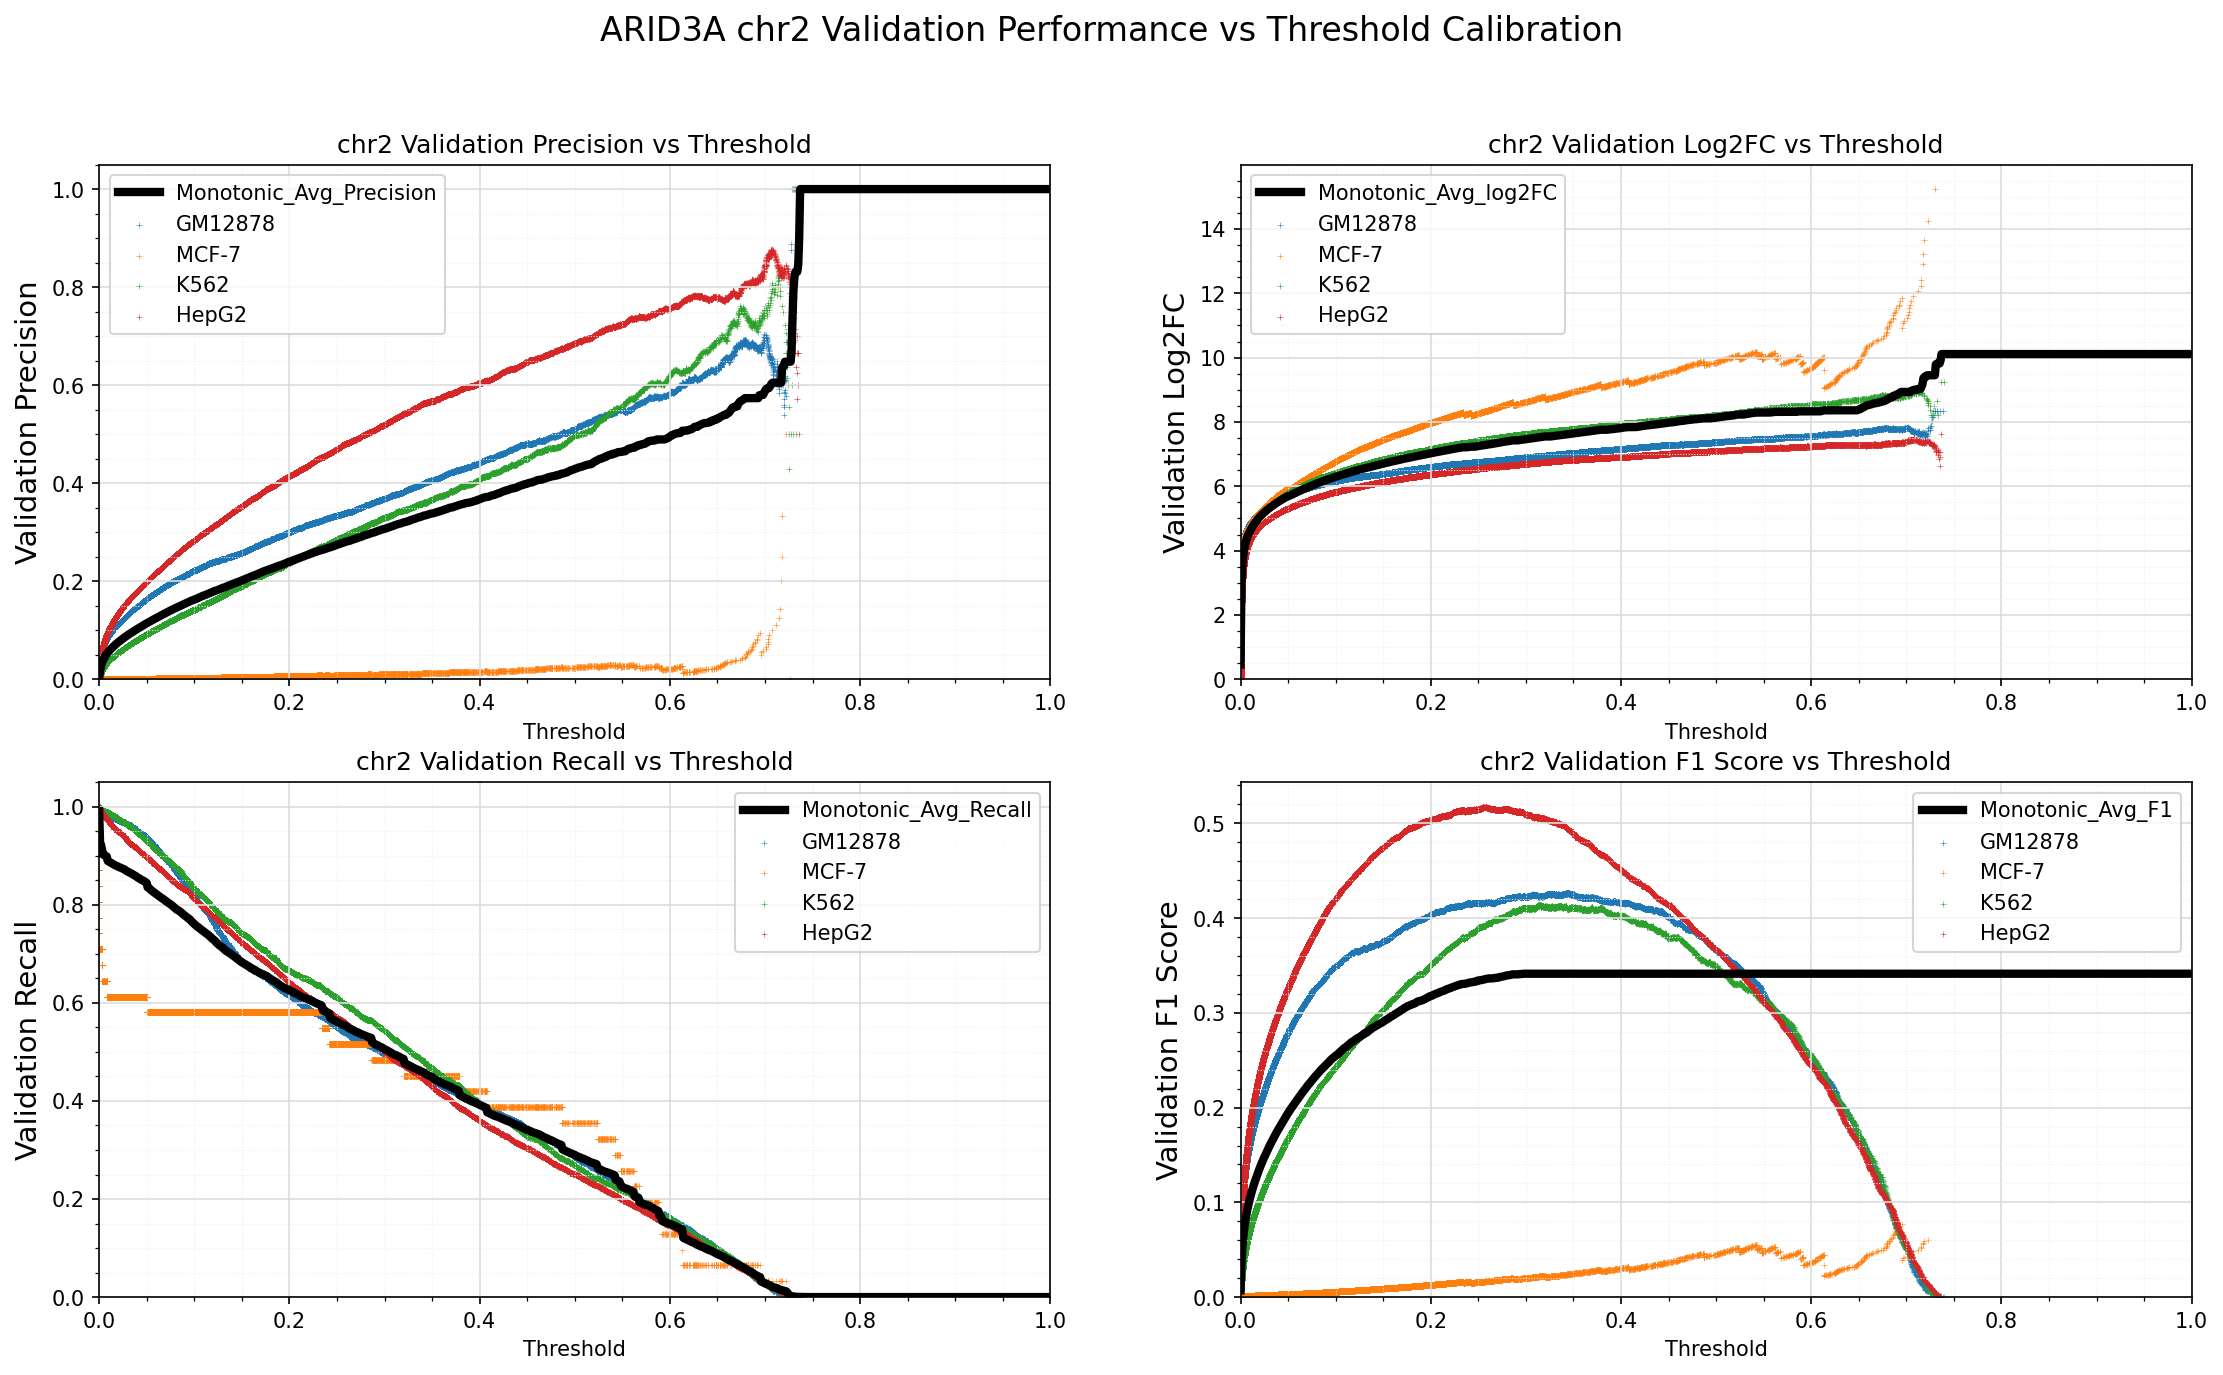 ARID3A chr2 Validation Performance vs Threshold Calibration
chr2 Validation Precision vs Threshold
Validation Precision
1.0
0.8
0.6
0.4
0.2
0.0
Monotonic_Avg_Precision
GM12878
MCF-7
K562
HepG2
0.0 0.2 0.4 0.6 0.8 1.0
Threshold
chr2 Validation Log2FC vs Threshold
Validation Log2FC
14
12
10
8
6
4
2
0
Monotonic_Avg_log2FC
GM12878
MCF-7
K562
HepG2
0.0 0.2 0.4 0.6 0.8 1.0
Threshold
chr2 Validation Recall vs Threshold
Validation Recall
1.0
0.8
0.6
0.4
0.2
0.0
Monotonic_Avg_Recall
GM12878
MCF-7
K562
HepG2
0.0 0.2 0.4 0.6 0.8 1.0
Threshold
chr2 Validation F1 Score vs Threshold
Validation F1 Score
0.5
0.4
0.3
0.2
0.1
0.0
Monotonic_Avg_F1
GM12878
MCF-7
K562
HepG2
0.0 0.2 0.4 0.6 0.8 1.0
Threshold